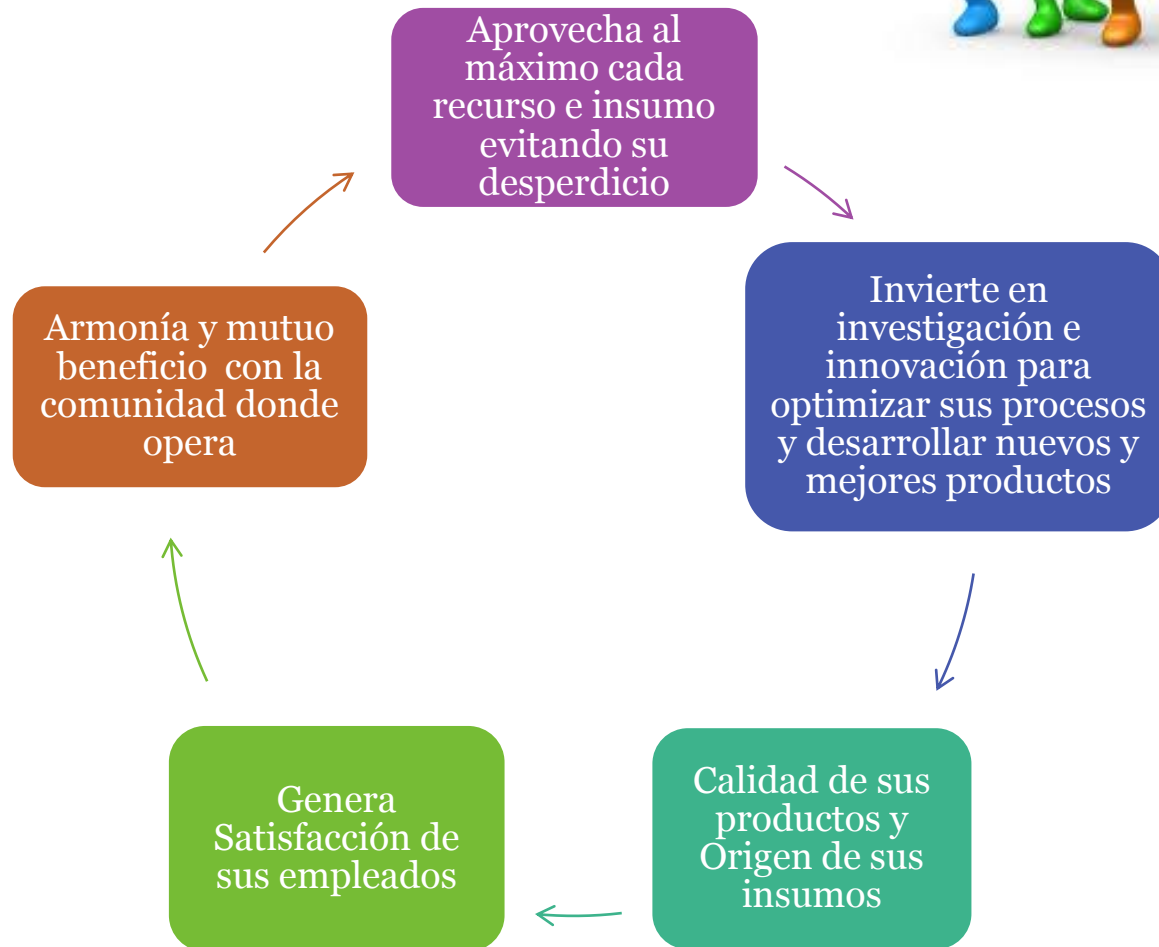 Aprovecha al
máximo cada
recurso e insumo
evitando su
desperdicio
Invierte en
investigación e
innovación para
optimizar sus procesos
y desarrollar nuevos y
mejores productos
Calidad de sus
productos y
Origen de sus
insumos
Genera
Satisfacción de
sus empleados
Armonía y mutuo
beneficio  con la
comunidad donde
opera